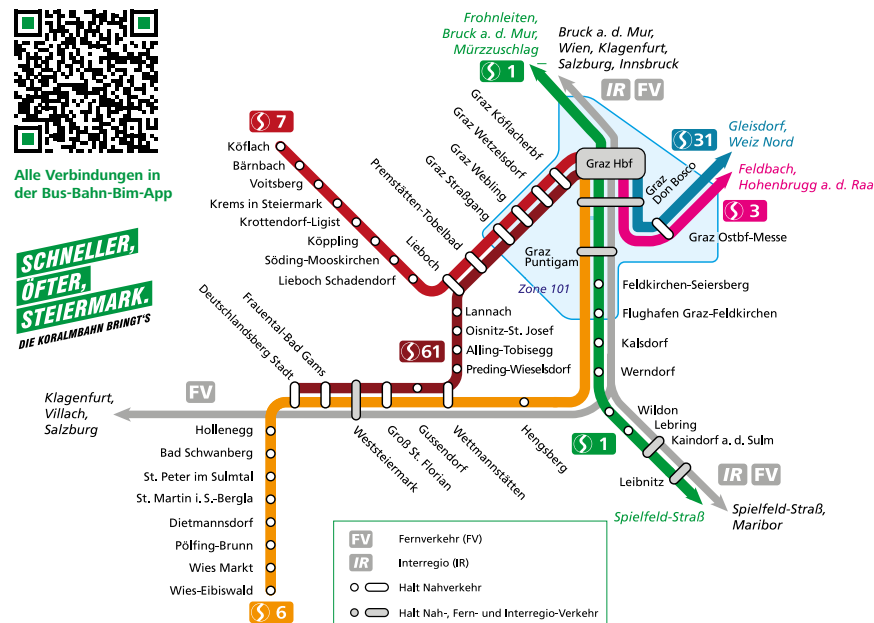 Alle Verbindungen in
der Bus-Bahn-Bim-App
SCHNELLER,
ÖFTER,
STEIERMARK.
DIE KORALMBAHN BRINGT'S
Frohnleiten,
Bruck a. d. Mur,
Mürzzuschlag
S 1
Bruck a. d. Mur,
Wien, Klagenfurt,
Salzburg, Innsbruck
IR FV
S 7
Köflach
Bärnbach
Voitsberg
Krems in Steiermark
Krottendorf-Ligist
Köppling
Söding-Mooskirchen
Lieboch Schadendorf
Lieboch
Premstätten-Tobelbad
Graz Straßgang
Graz Webling
Graz Wetzelsdorf
Graz Köflacherbf
Graz Hbf
Graz
Don Bosco
S 31
Gleisdorf,
Weiz Nord
Feldbach,
Hohenbrugg a. d. Raa
S 3
Graz Ostbf-Messe
Graz
Puntigam
Zone 101
Feldkirchen-Seiersberg
Flughafen Graz-Feldkirchen
Kalsdorf
Werndorf
Wildon
Lebring
Kaindorf a. d. Sulm
Leibnitz
S 1
IR FV
Spielfeld-Straß
Spielfeld-Straß,
Maribor
Lannach
Oisnitz-St. Josef
Alling-Tobisegg
Preding-Wieselsdorf
S 61
Deutschlandsberg Stadt
Frauental-Bad Gams
Weststeiermark
Groß St. Florian
Gussendorf
Wettmannstätten
Hengsberg
FV
Klagenfurt,
Villach,
Salzburg
Hollenegg
Bad Schwanberg
St. Peter im Sulmtal
St. Martin i. S.-Bergla
Dietmannsdorf
Pölfing-Brunn
Wies Markt
Wies-Eibiswald
S 6
FV Fernverkehr (FV)
IR Interregio (IR)
Halt Nahverkehr
Halt Nah-, Fern- und Interregio-Verkehr